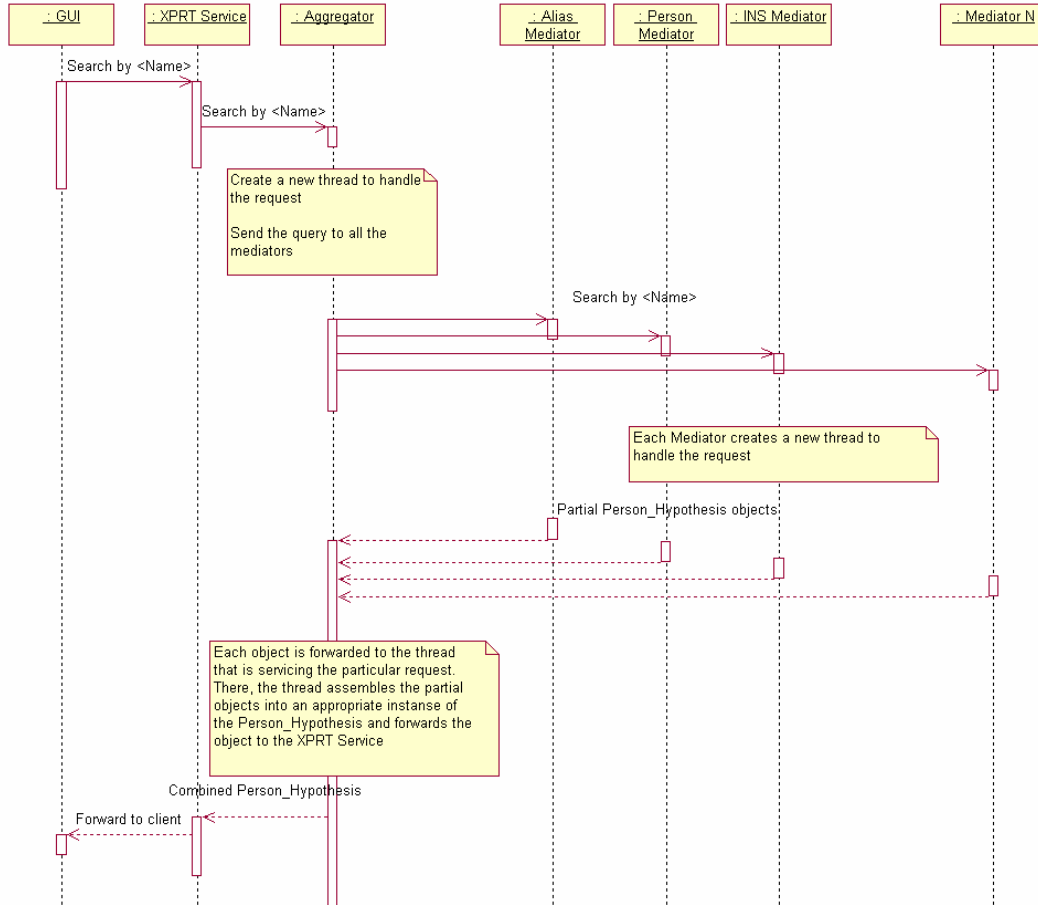 : GUI
: XPRT Service
: Aggregator
: Alias
Mediator
: Person
Mediator
: INS Mediator
: Mediator N
Search by <Name>
Search by <Name>
Create a new thread to handle
the request
Send the query to all the
mediators
Search by <Name>
Each Mediator creates a new thread to
handle the request
Partial Person_Hypothesis objects
Each object is forwarded to the thread
that is servicing the particular request.
There, the thread assembles the partial
objects into an appropriate instanse of
the Person_Hypothesis and forwards the
object to the XPRT Service
Combined Person_Hypothesis
Forward to client